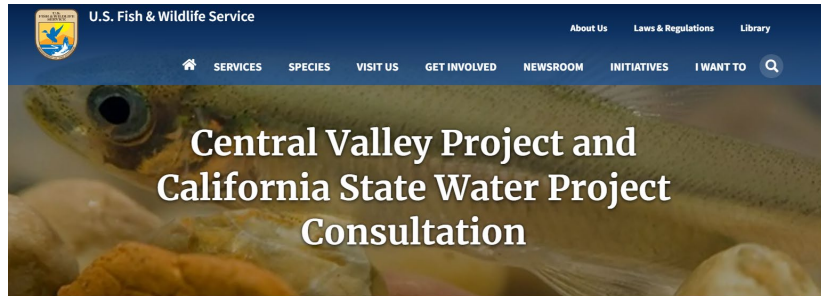 U.S. Fish & Wildlife Service
About Us Laws & Regulations Library
SERVICES SPECIES VISIT US GET INVOLVED NEWSROOM INITIATIVES I WANT TO
Central Valley Project and
California State Water Project
Consultation